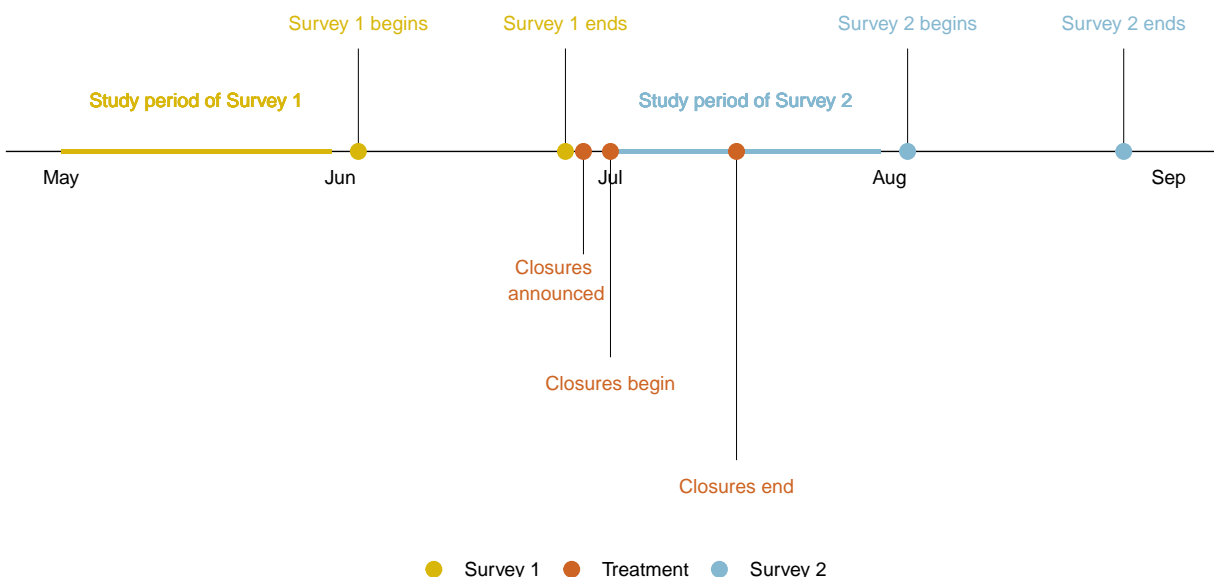 Survey 1 begins
Survey 1 ends
Survey 2 begins
Survey 2 ends
Study period of Survey 1
Study period of Survey 2
May
Jun
Jul
Aug
Sep
Closures
announced
Closures begin
Closures end
Survey 1
Treatment
Survey 2